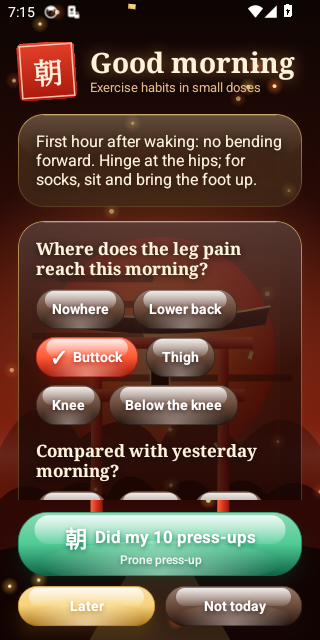 7:15
朝
Good morning
Exercise habits in small doses
First hour after waking: no bending
forward. Hinge at the hips; for
socks, sit and bring the foot up.
Where does the leg pain
reach this morning?
Nowhere
Lower back
✓ Buttock
Thigh
Knee
Below the knee
Compared with yesterday
morning?
朝 Did my 10 press-ups
Prone press-up
Later
Not today